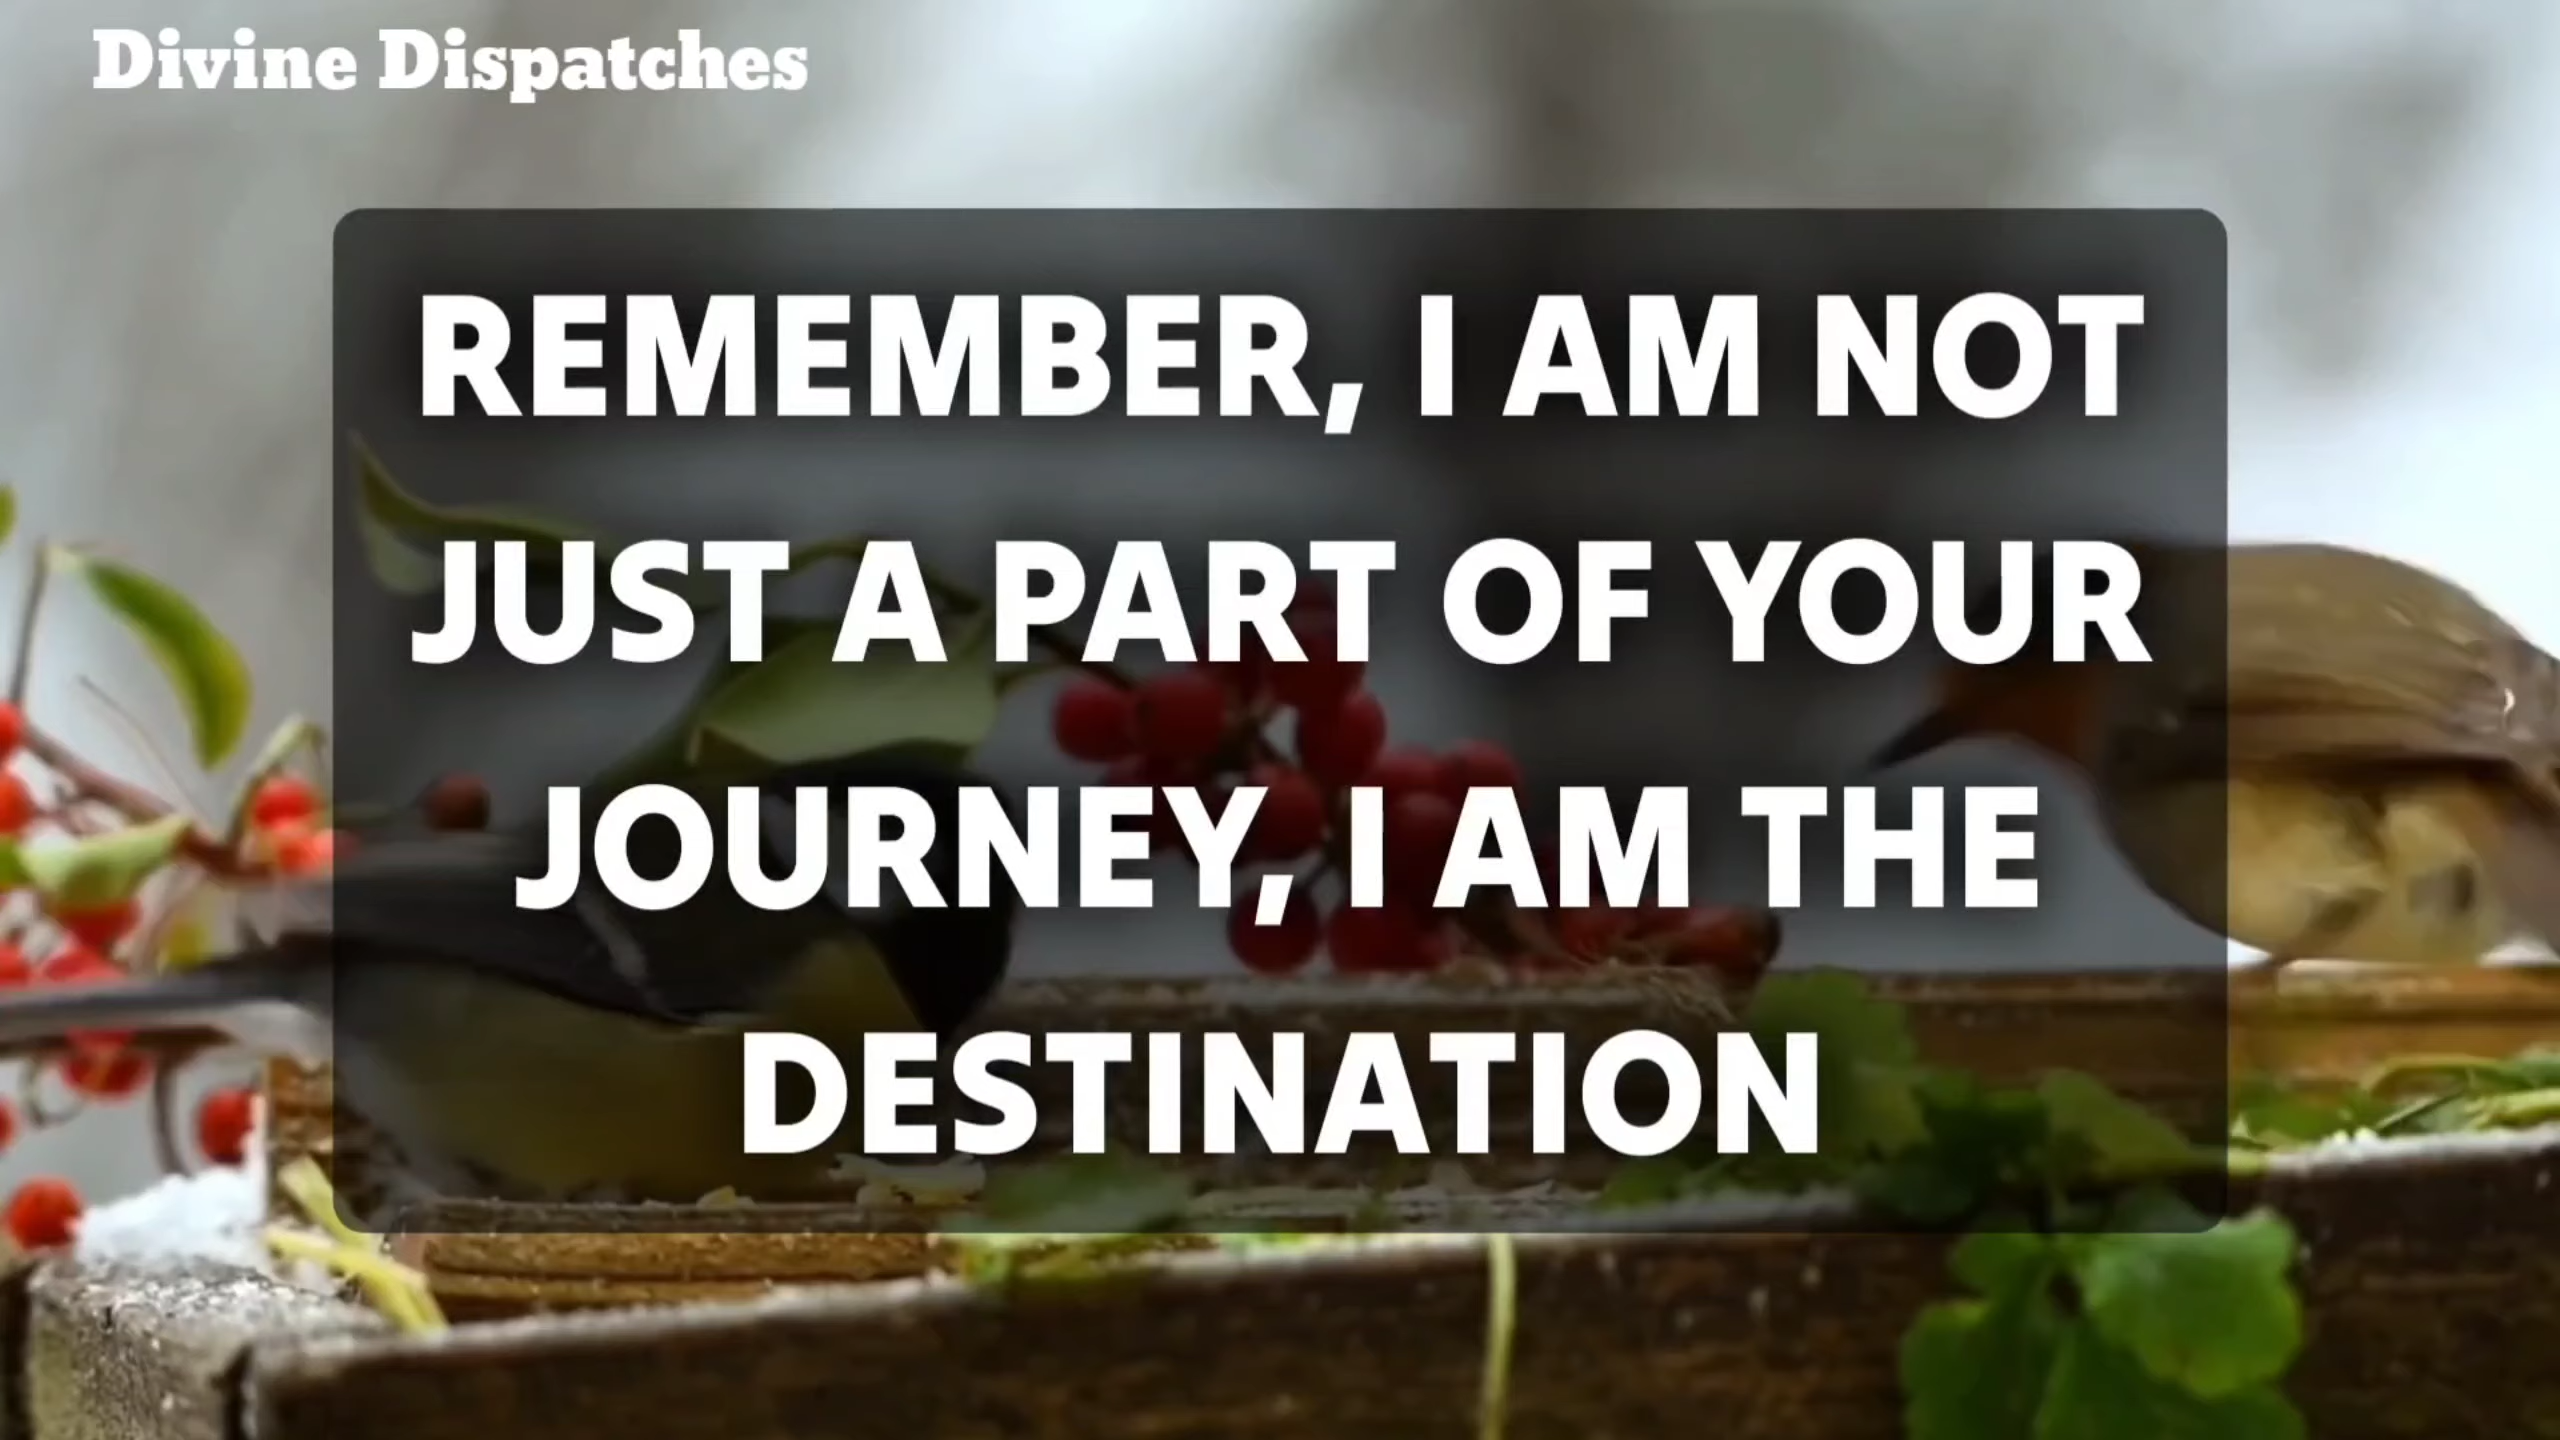 Divine Dispatches
REMEMBER, I AM NOT
JUST A PART OF YOUR
JOURNEY, I AM THE
DESTINATION